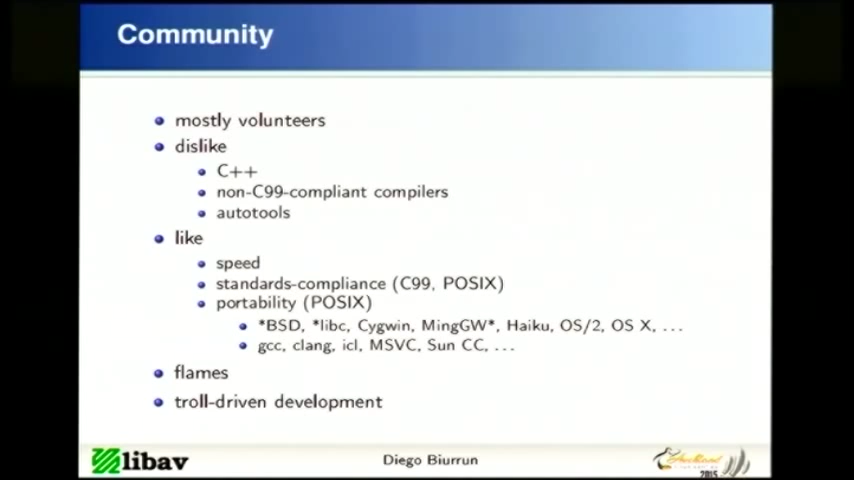 Community
mostly volunteers
dislike
C++
non-C99-compliant compilers
autotools
like
speed
standards-compliance (C99, POSIX)
portability (POSIX)
*BSD, *libc, Cygwin, MingGW*, Haiku, OS/2, OS X, ...
gcc, clang, icl, MSVC, Sun CC, ...
flames
troll-driven development
libav
Diego Biurrun
Auckland
2015